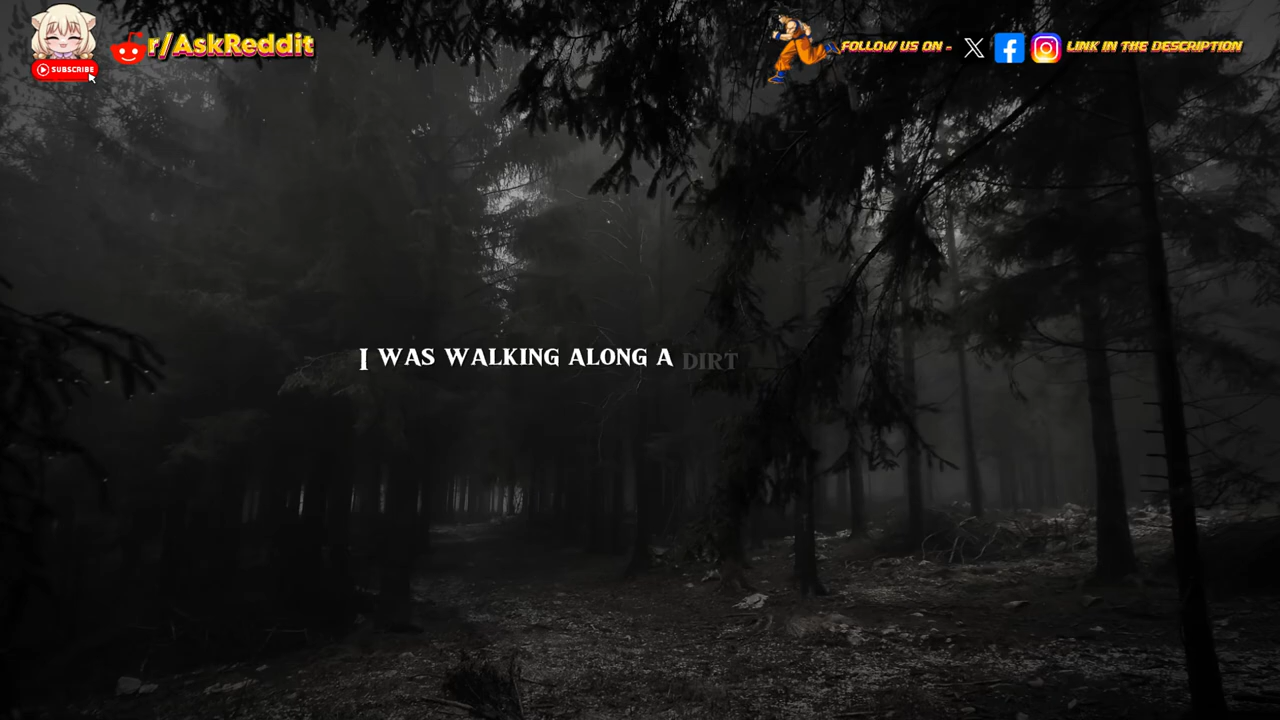 r/AskReddit
SUBSCRIBE
FOLLOW US ON -
LINK IN THE DESCRIPTION
I WAS WALKING ALONG A DIRT